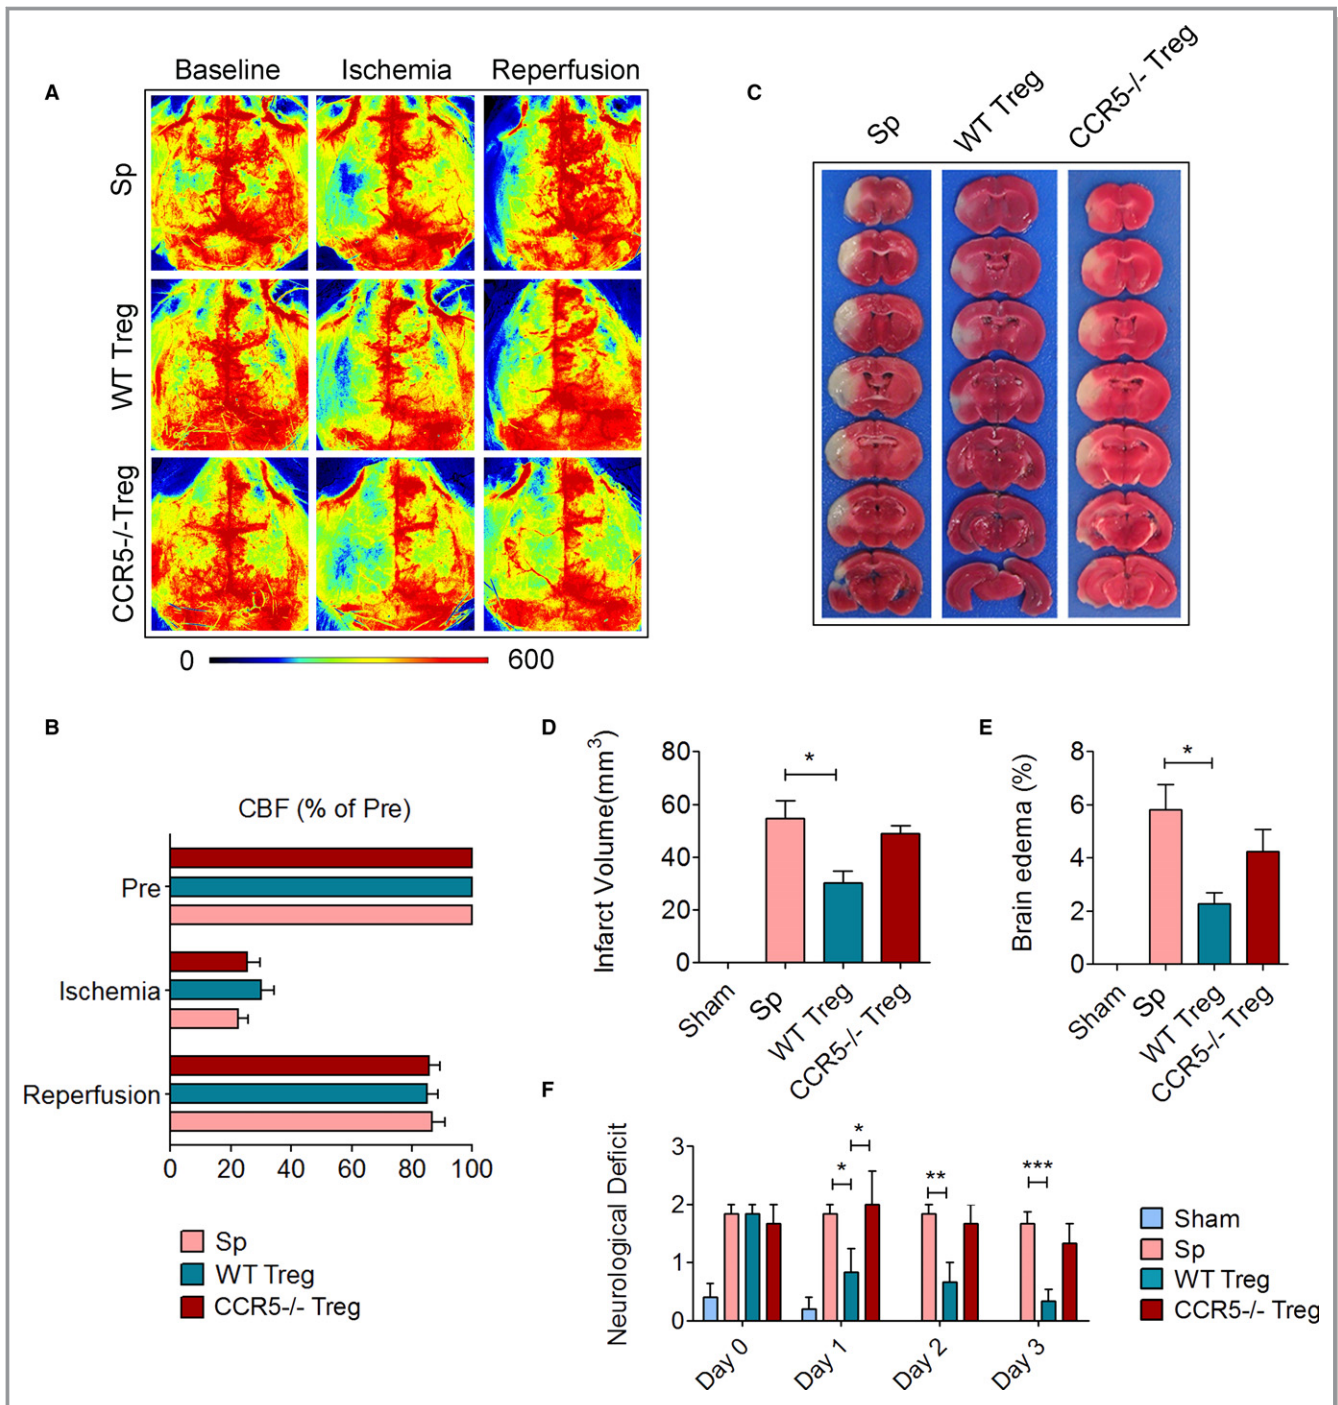 A
Baseline Ischemia Reperfusion
Sp
WT Treg
CCR5-/-Treg
0 600
C
Sp WT Treg CCR5-/- Treg
B
CBF (% of Pre)
Pre
Ischemia
Reperfusion
0 20 40 60 80 100
Sp
WT Treg
CCR5-/- Treg
D
Infarct Volume(mm³)
80
60
40
20
0
*
Sham Sp WT Treg CCR5-/- Treg
E
Brain edema (%)
8
6
4
2
0
*
Sham Sp WT Treg CCR5-/- Treg
F
Neurological Deficit
3
2
1
0
* * ** ***
Day 0 Day 1 Day 2 Day 3
Sham
Sp
WT Treg
CCR5-/- Treg